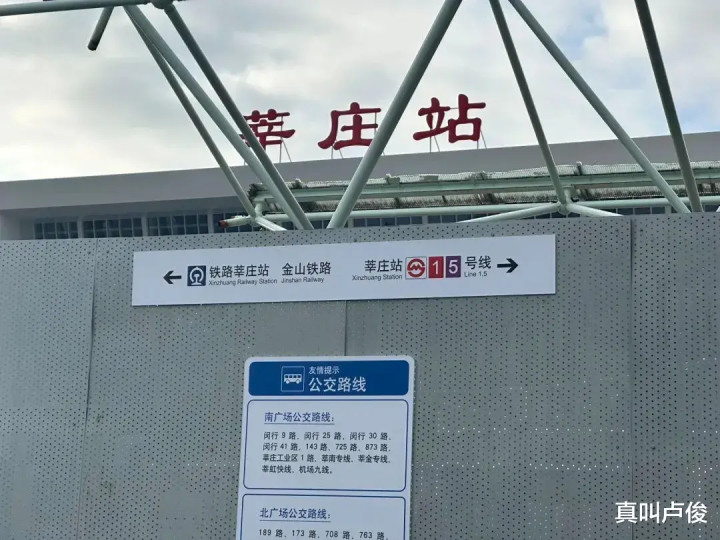 莘庄站
铁路莘庄站 金山铁路 莘庄站 1 5 号线
Xinzhuang Railway Station Jinshan Railway Xinzhuang Station Line 1.5
友情提示
公交路线
南广场公交路线：
闵行 9 路、闵行 25 路、闵行 30 路、
闵行 41 路、143 路、725 路、873 路、
莘庄工业区 1 路、莘南专线、莘金专线、
莘虹快线、机场九线。
北广场公交路线：
189 路、173 路、708 路、763 路、
真叫卢俊